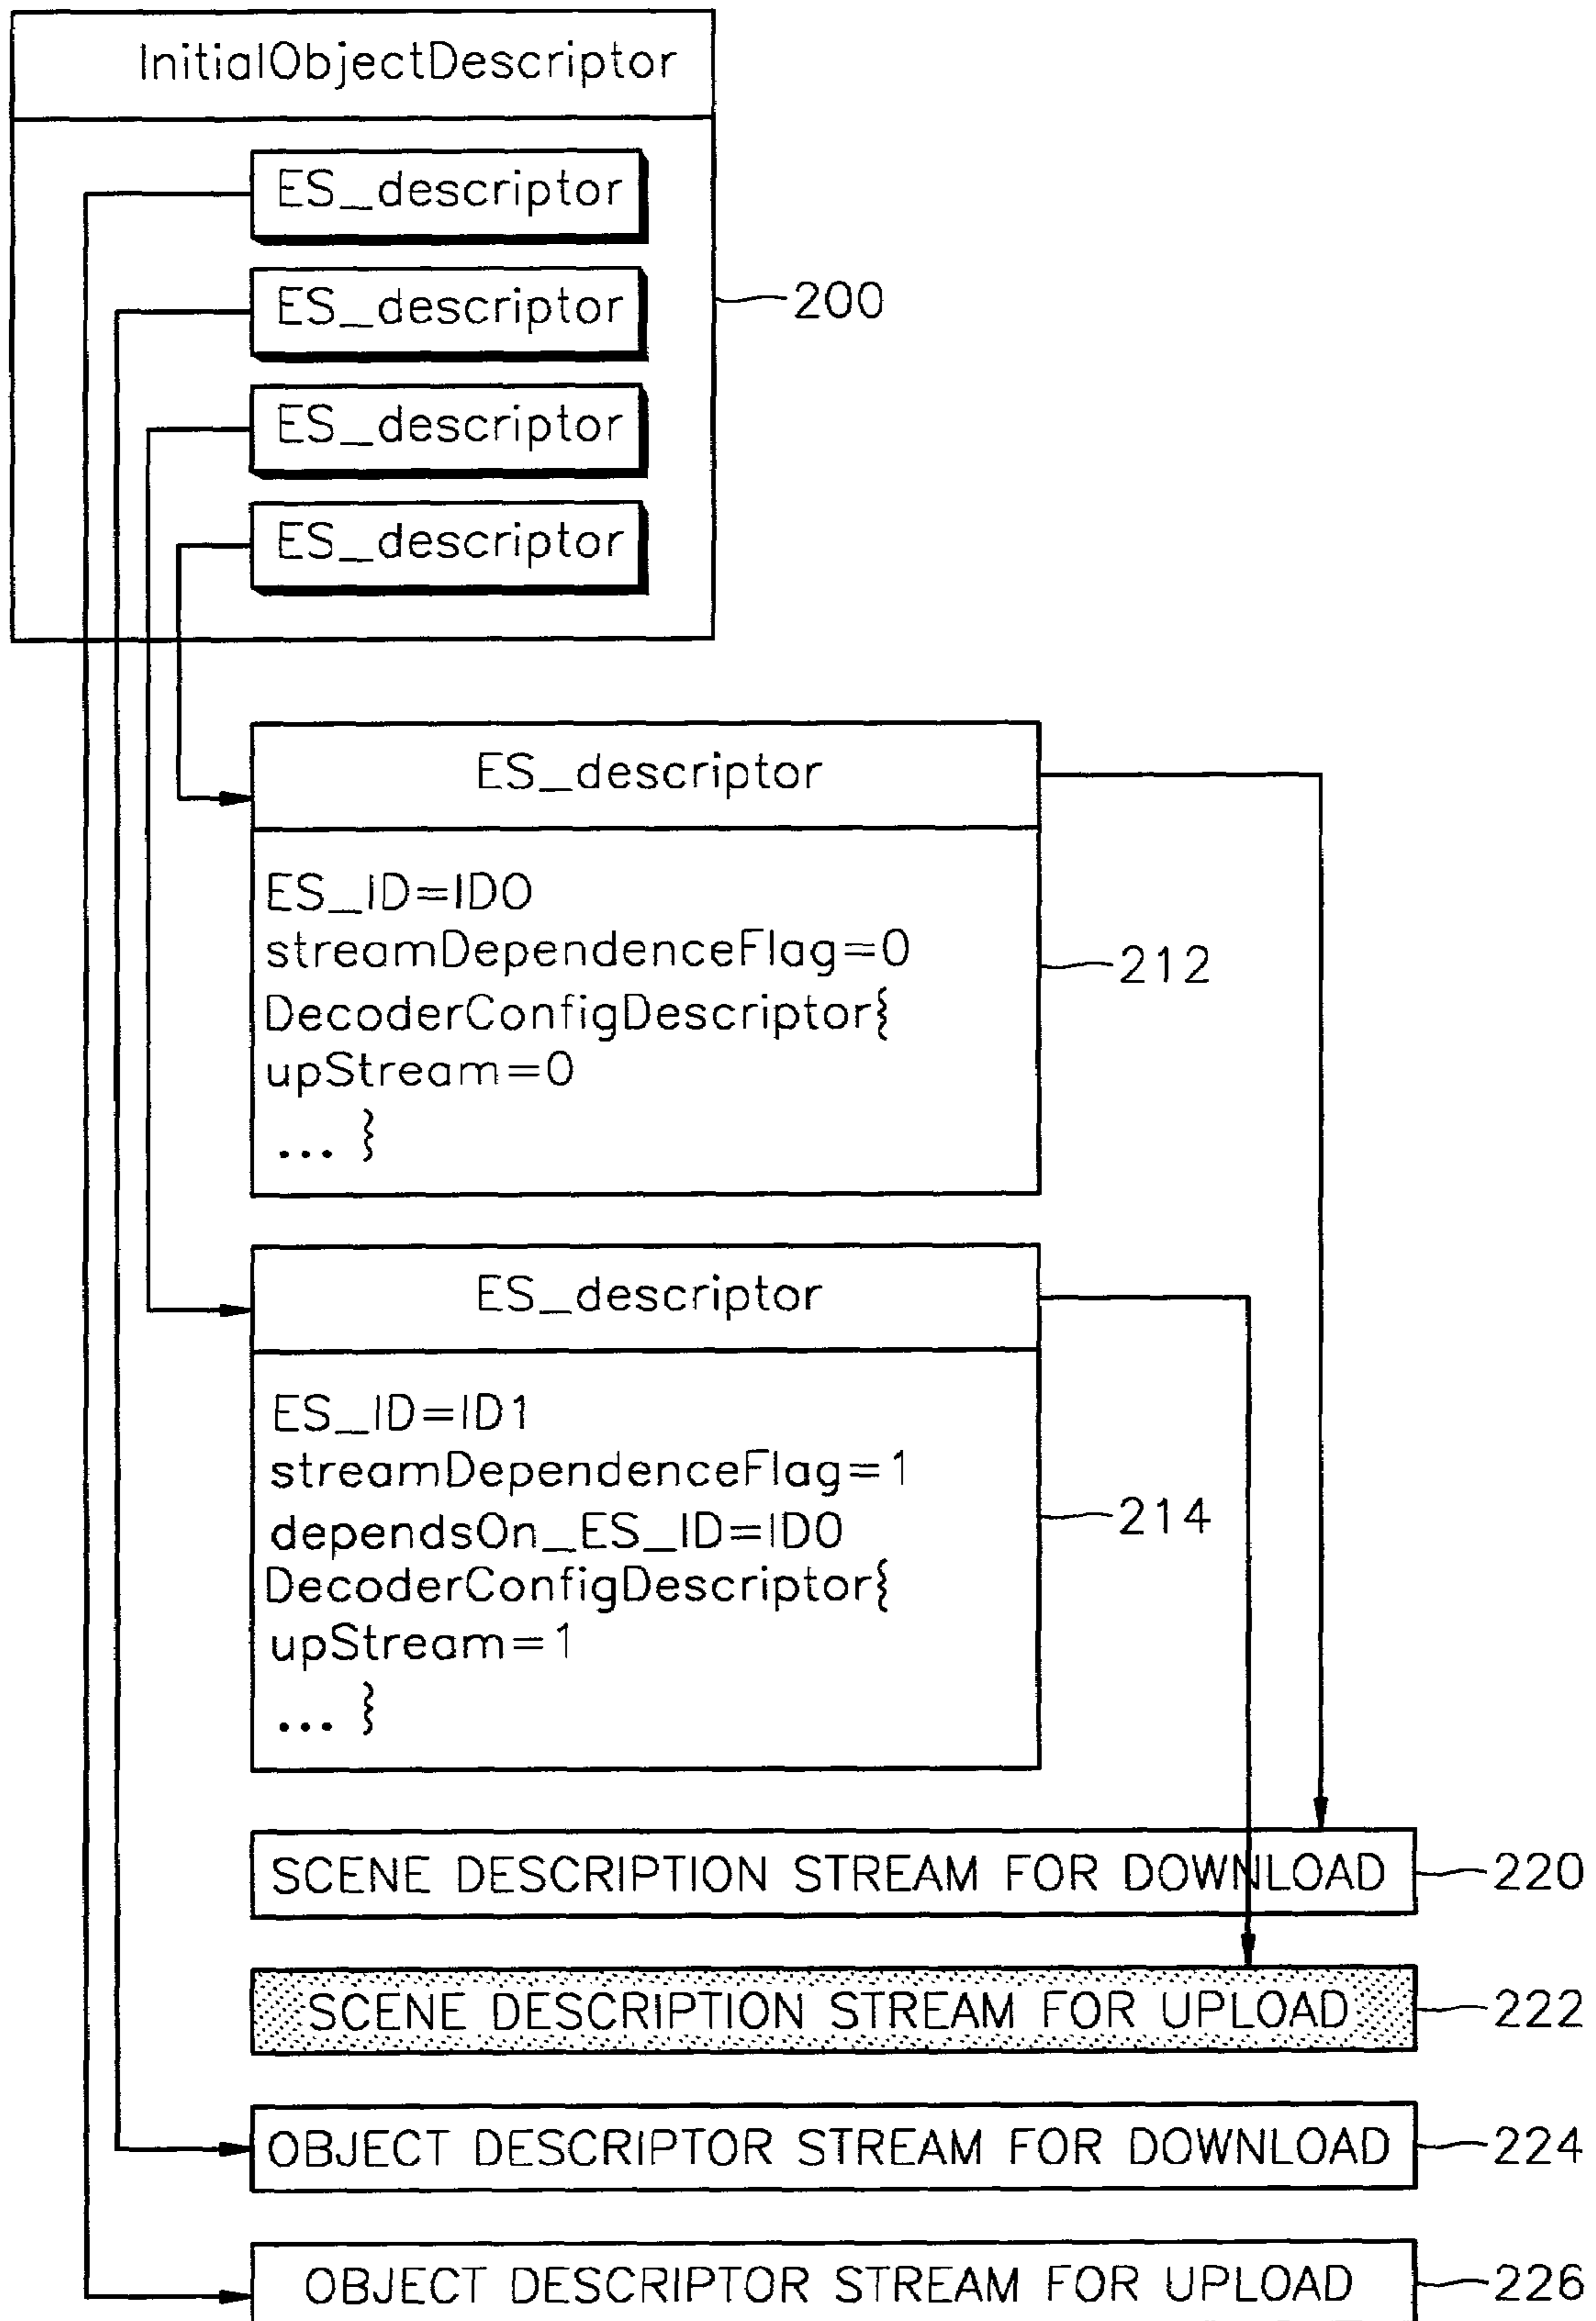 InitialObjectDescriptor
ES_descriptor
ES_descriptor
200
ES_descriptor
ES_descriptor
ES_descriptor
ES_ID=ID0
streamDependenceFlag=0
212
DecoderConfigDescriptor{
upStream=0
... }
ES_descriptor
ES_ID=ID1
streamDependenceFlag=1
214
dependsOn_ES_ID=ID0
DecoderConfigDescriptor{
upStream=1
... }
SCENE DESCRIPTION STREAM FOR DOWNLOAD
220
SCENE DESCRIPTION STREAM FOR UPLOAD
222
OBJECT DESCRIPTOR STREAM FOR DOWNLOAD
224
OBJECT DESCRIPTOR STREAM FOR UPLOAD
226